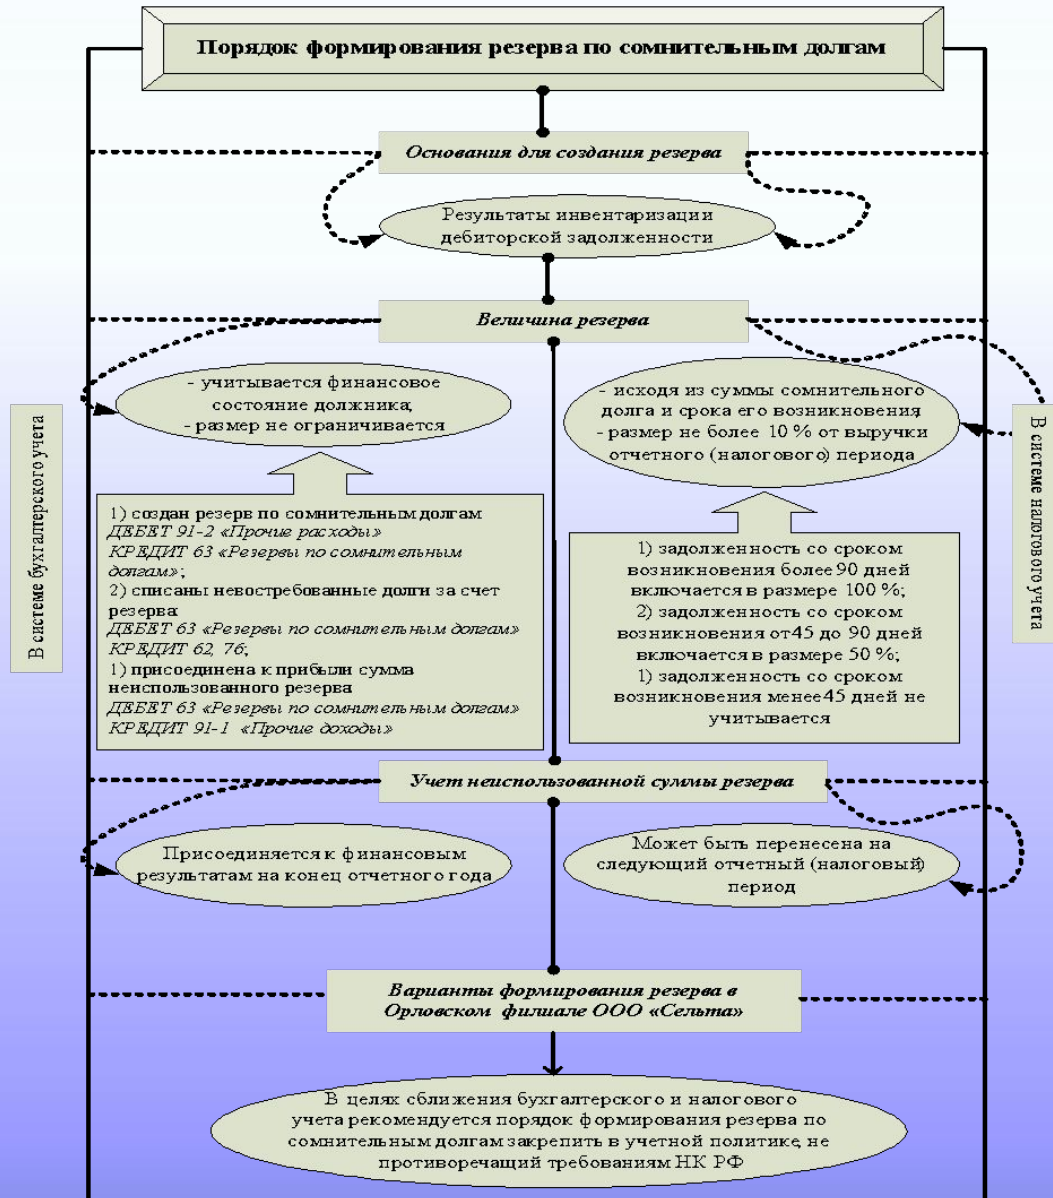 Порядок формирования резерва по сомнительным долгам
Основания для создания резерва
Результаты инвентаризации
дебиторской задолженности
Величина резерва
В системе бухгалтерского учета
- учитывается финансовое
состояние должника;
- размер не ограничивается
- исходя из суммы сомнительного
долга и срока его возникновения;
- размер не более 10 % от выручки
отчетного (налогового) периода
В системе налогового учета
1) создан резерв по сомнительным долгам
ДЕБЕТ 91-2 «Прочие расходы»
КРЕДИТ 63 «Резервы по сомнительным
долгам»;
2) списаны невостребованные долги за счет
резерва:
ДЕБЕТ 63 «Резервы по сомнительным долгам»
КРЕДИТ 62, 76;
1) присоединена к прибыли сумма
неиспользованного резерва
ДЕБЕТ 63 «Резервы по сомнительным долгам»
КРЕДИТ 91-1 «Прочие доходы»
1) задолженность со сроком
возникновения более 90 дней
включается в размере 100 %;
2) задолженность со сроком
возникновения от 45 до 90 дней
включается в размере 50 %;
1) задолженность со сроком
возникновения менее 45 дней не
учитывается
Учет неиспользованной суммы резерва
Присоединяется к финансовым
результатам на конец отчетного года
Может быть перенесена на
следующий отчетный (налоговый)
период
Варианты формирования резерва в
Орловском филиале ООО «Сельта»
В целях сближения бухгалтерского и налогового
учета рекомендуется порядок формирования резерва по
сомнительным долгам закрепить в учетной политике, не
противоречащий требованиям НК РФ